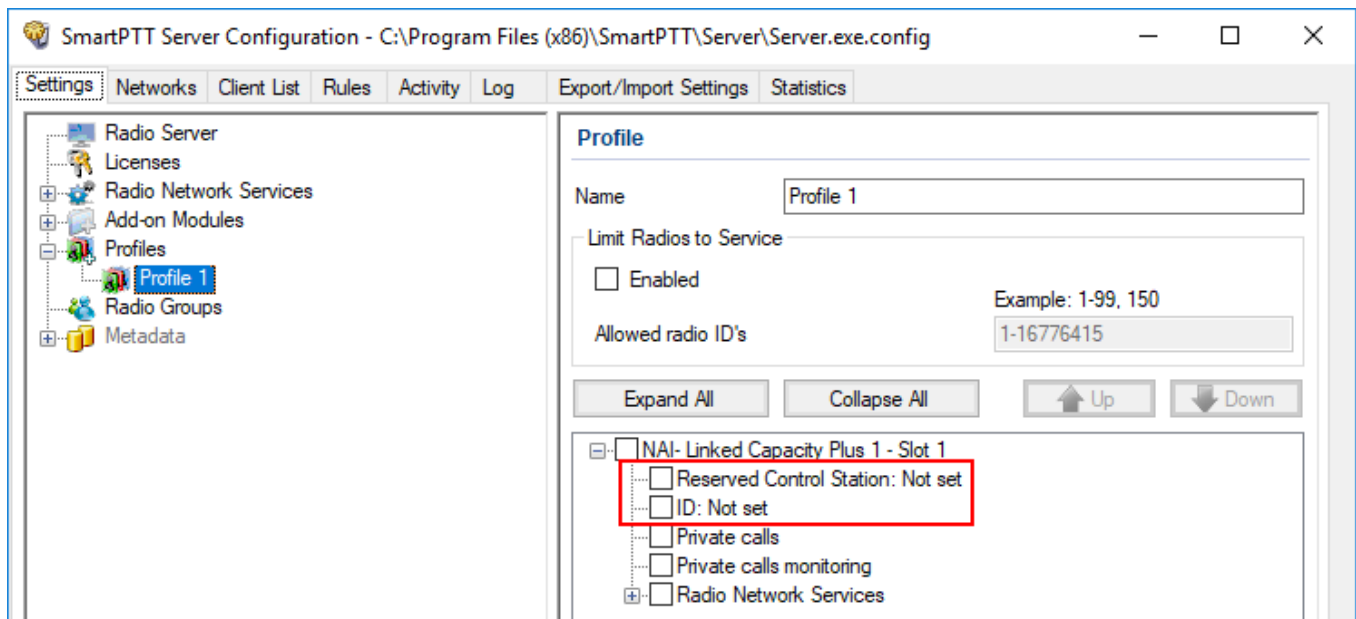 SmartPTT Server Configuration - C:\Program Files (x86)\SmartPTT\Server\Server.exe.config
Settings Networks Client List Rules Activity Log Export/Import Settings Statistics
Radio Server
Licenses
Radio Network Services
Add-on Modules
Profiles
Profile 1
Radio Groups
Metadata
Profile
Name Profile 1
Limit Radios to Service
Enabled
Example: 1-99, 150
Allowed radio ID's 1-16776415
Expand All Collapse All Up Down
NAI- Linked Capacity Plus 1 - Slot 1
Reserved Control Station: Not set
ID: Not set
Private calls
Private calls monitoring
Radio Network Services